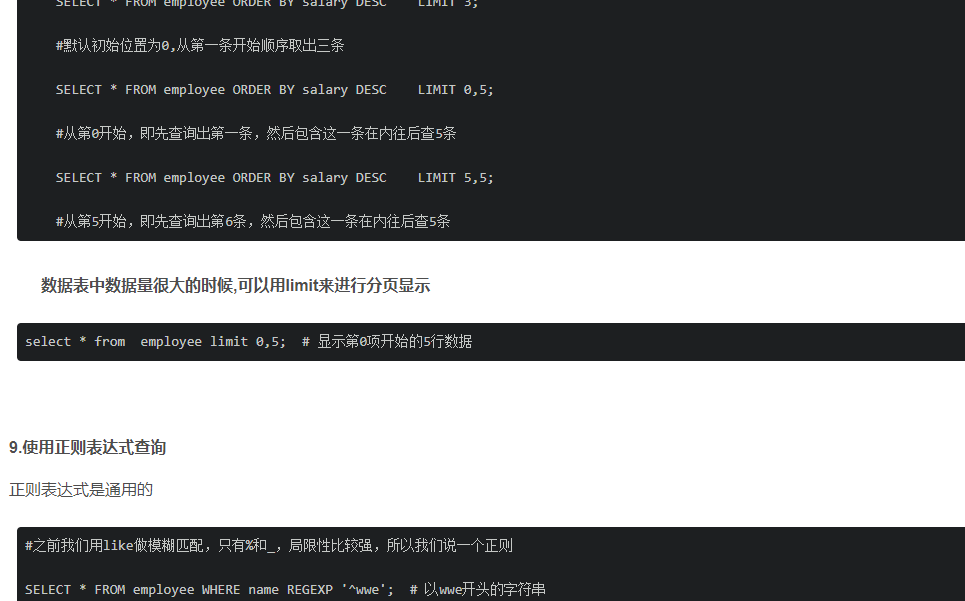 SELECT * FROM employee ORDER BY salary DESC    LIMIT 3;
#默认初始位置为0,从第一条开始顺序取出三条
SELECT * FROM employee ORDER BY salary DESC    LIMIT 0,5;
#从第0开始，即先查询出第一条，然后包含这一条在内往后查5条
SELECT * FROM employee ORDER BY salary DESC    LIMIT 5,5;
#从第5开始，即先查询出第6条，然后包含这一条在内往后查5条
数据表中数据量很大的时候,可以用limit来进行分页显示
select * from  employee limit 0,5;  # 显示第0项开始的5行数据
9.使用正则表达式查询
正则表达式是通用的
#之前我们用like做模糊匹配，只有%和_，局限性比较强，所以我们说一个正则
SELECT * FROM employee WHERE name REGEXP '^wwe';  # 以wwe开头的字符串